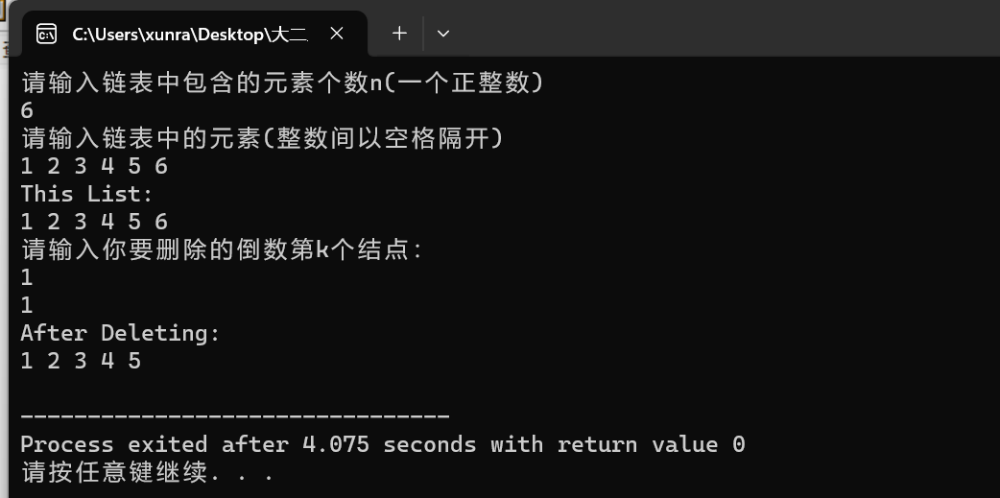 C:\Users\xunra\Desktop\大二
请输入链表中包含的元素个数n(一个正整数)
6
请输入链表中的元素(整数间以空格隔开)
1 2 3 4 5 6
This List:
1 2 3 4 5 6
请输入你要删除的倒数第k个结点:
1
1
After Deleting:
1 2 3 4 5
--------------------------------
Process exited after 4.075 seconds with return value 0
请按任意键继续. . .